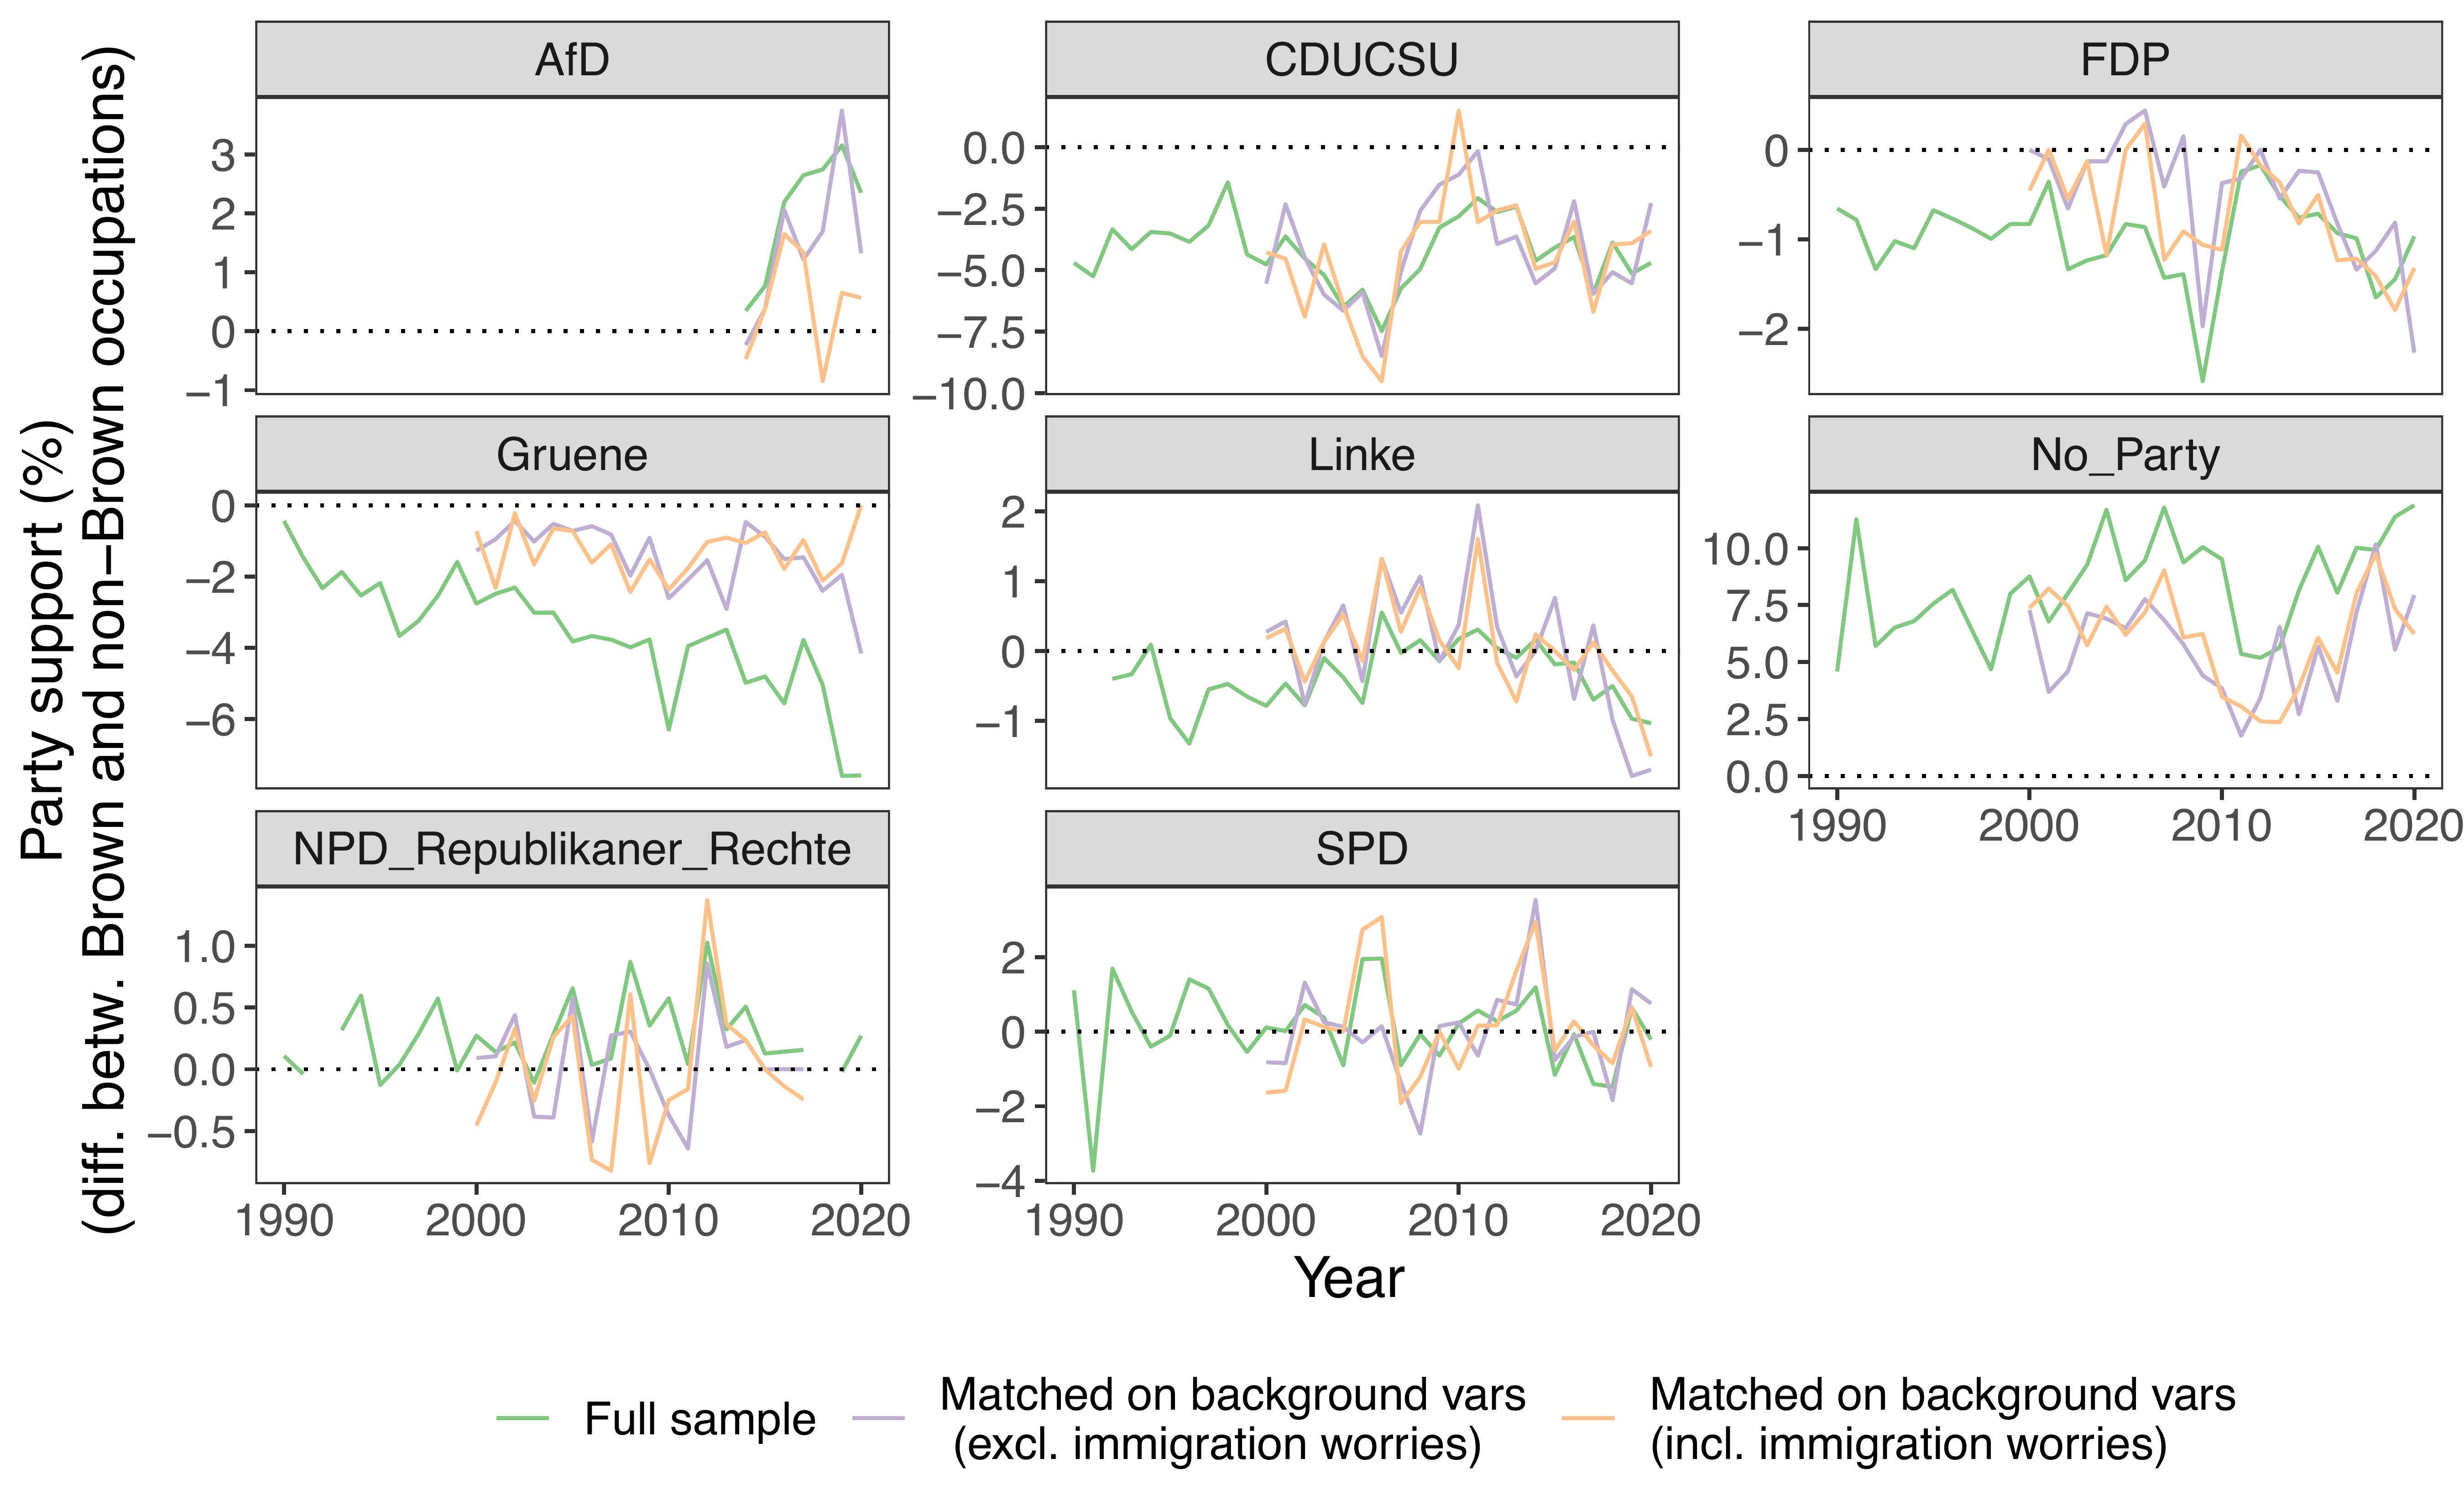 Party support (%)
(diff. betw. Brown and non−Brown occupations)
AfD
CDUCSU
FDP
3
2
1
0
−1
0.0
−2.5
−5.0
−7.5
−10.0
0
−1
−2
Gruene
Linke
No_Party
0
−2
−4
−6
2
1
0
−1
10.0
7.5
5.0
2.5
0.0
1990 2000 2010 2020
NPD_Republikaner_Rechte
SPD
1.0
0.5
0.0
−0.5
2
0
−2
−4
1990 2000 2010 2020
1990 2000 2010 2020
Year
Full sample
Matched on background vars
(excl. immigration worries)
Matched on background vars
(incl. immigration worries)